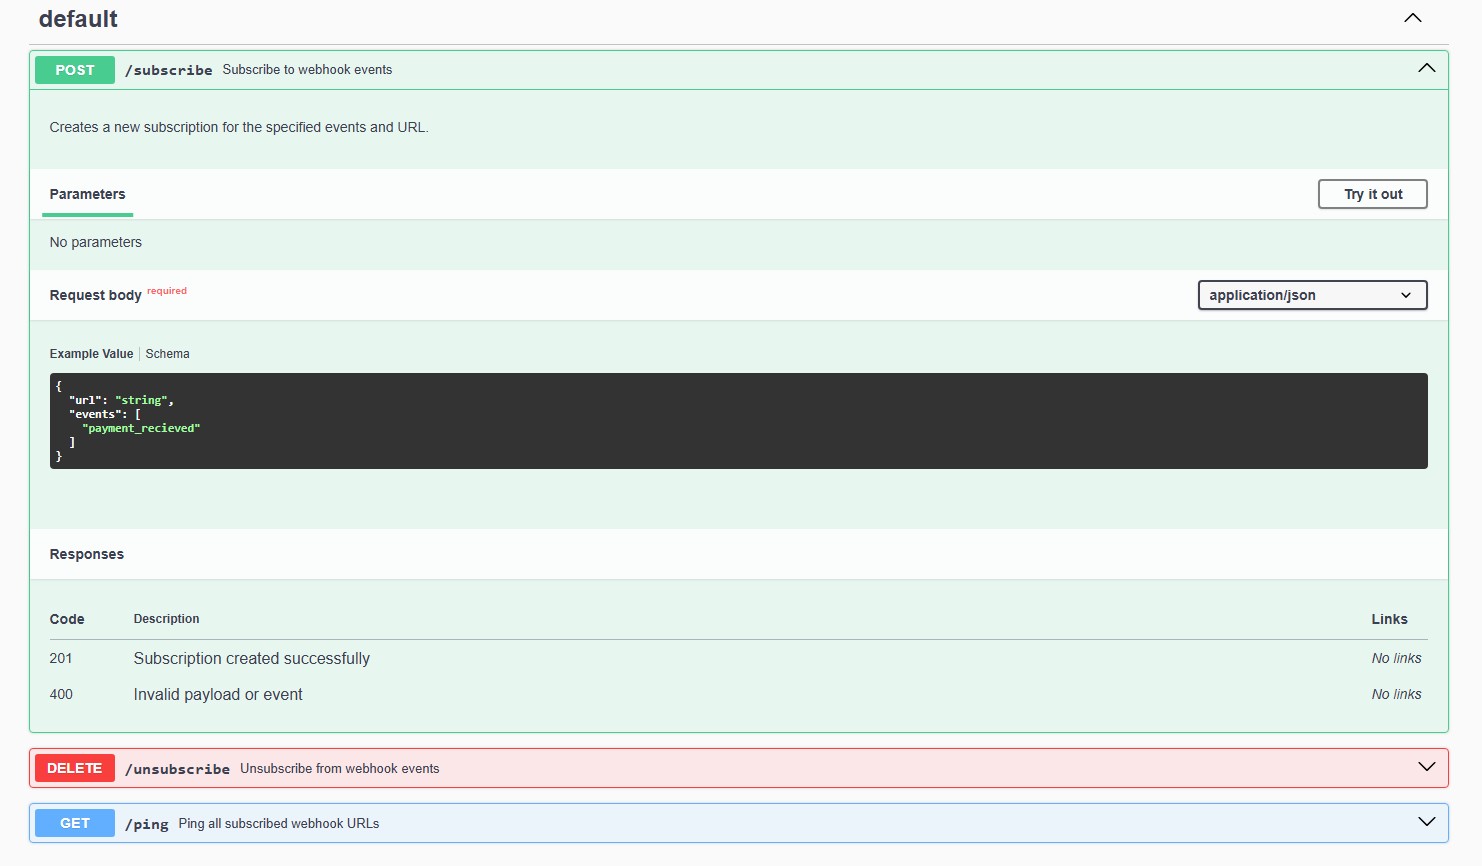 default
POST /subscribe Subscribe to webhook events
Creates a new subscription for the specified events and URL.
Parameters Try it out
No parameters
Request body required application/json
Example Value Schema
{
"url": "string",
"events": [
"payment_recieved"
]
}
Responses
Code Description Links
201 Subscription created successfully No links
400 Invalid payload or event No links
DELETE /unsubscribe Unsubscribe from webhook events
GET /ping Ping all subscribed webhook URLs